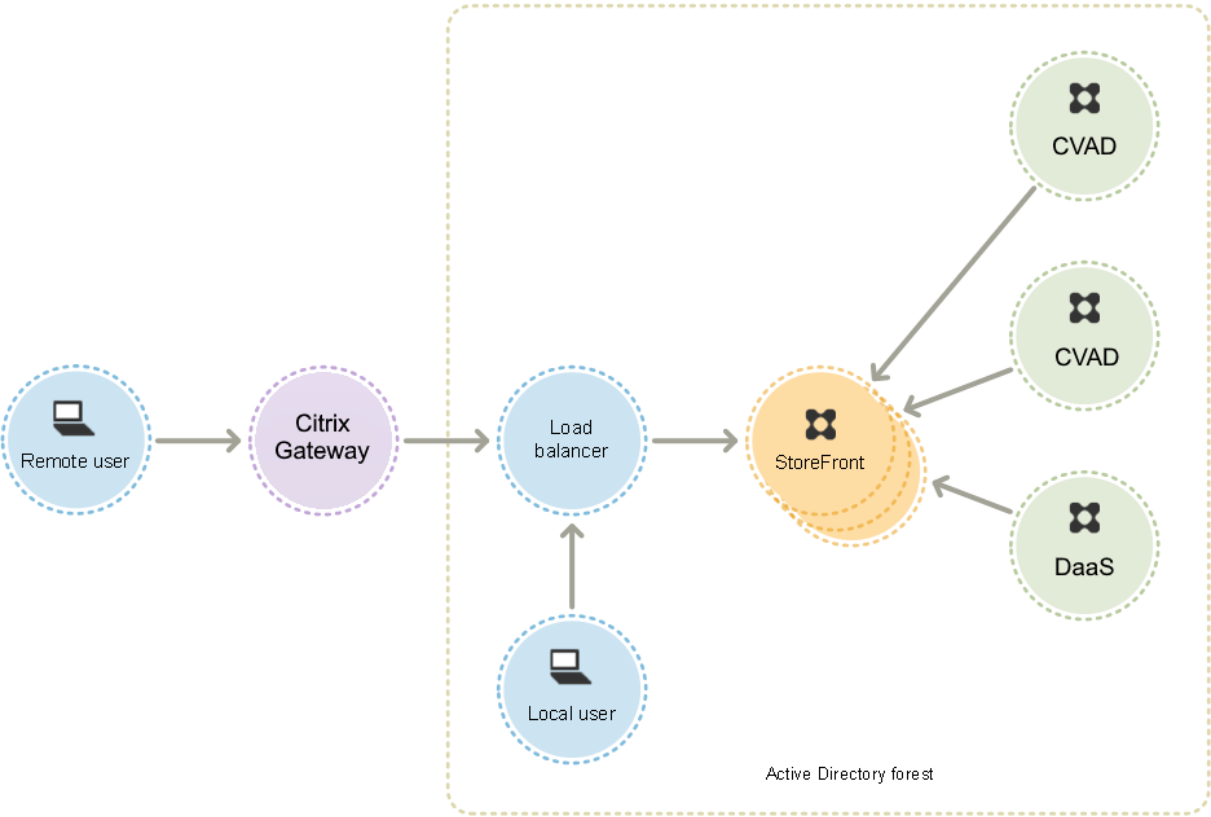 CVAD
CVAD
Remote user
Citrix
Gateway
Load
balancer
StoreFront
DaaS
Local user
Active Directory forest